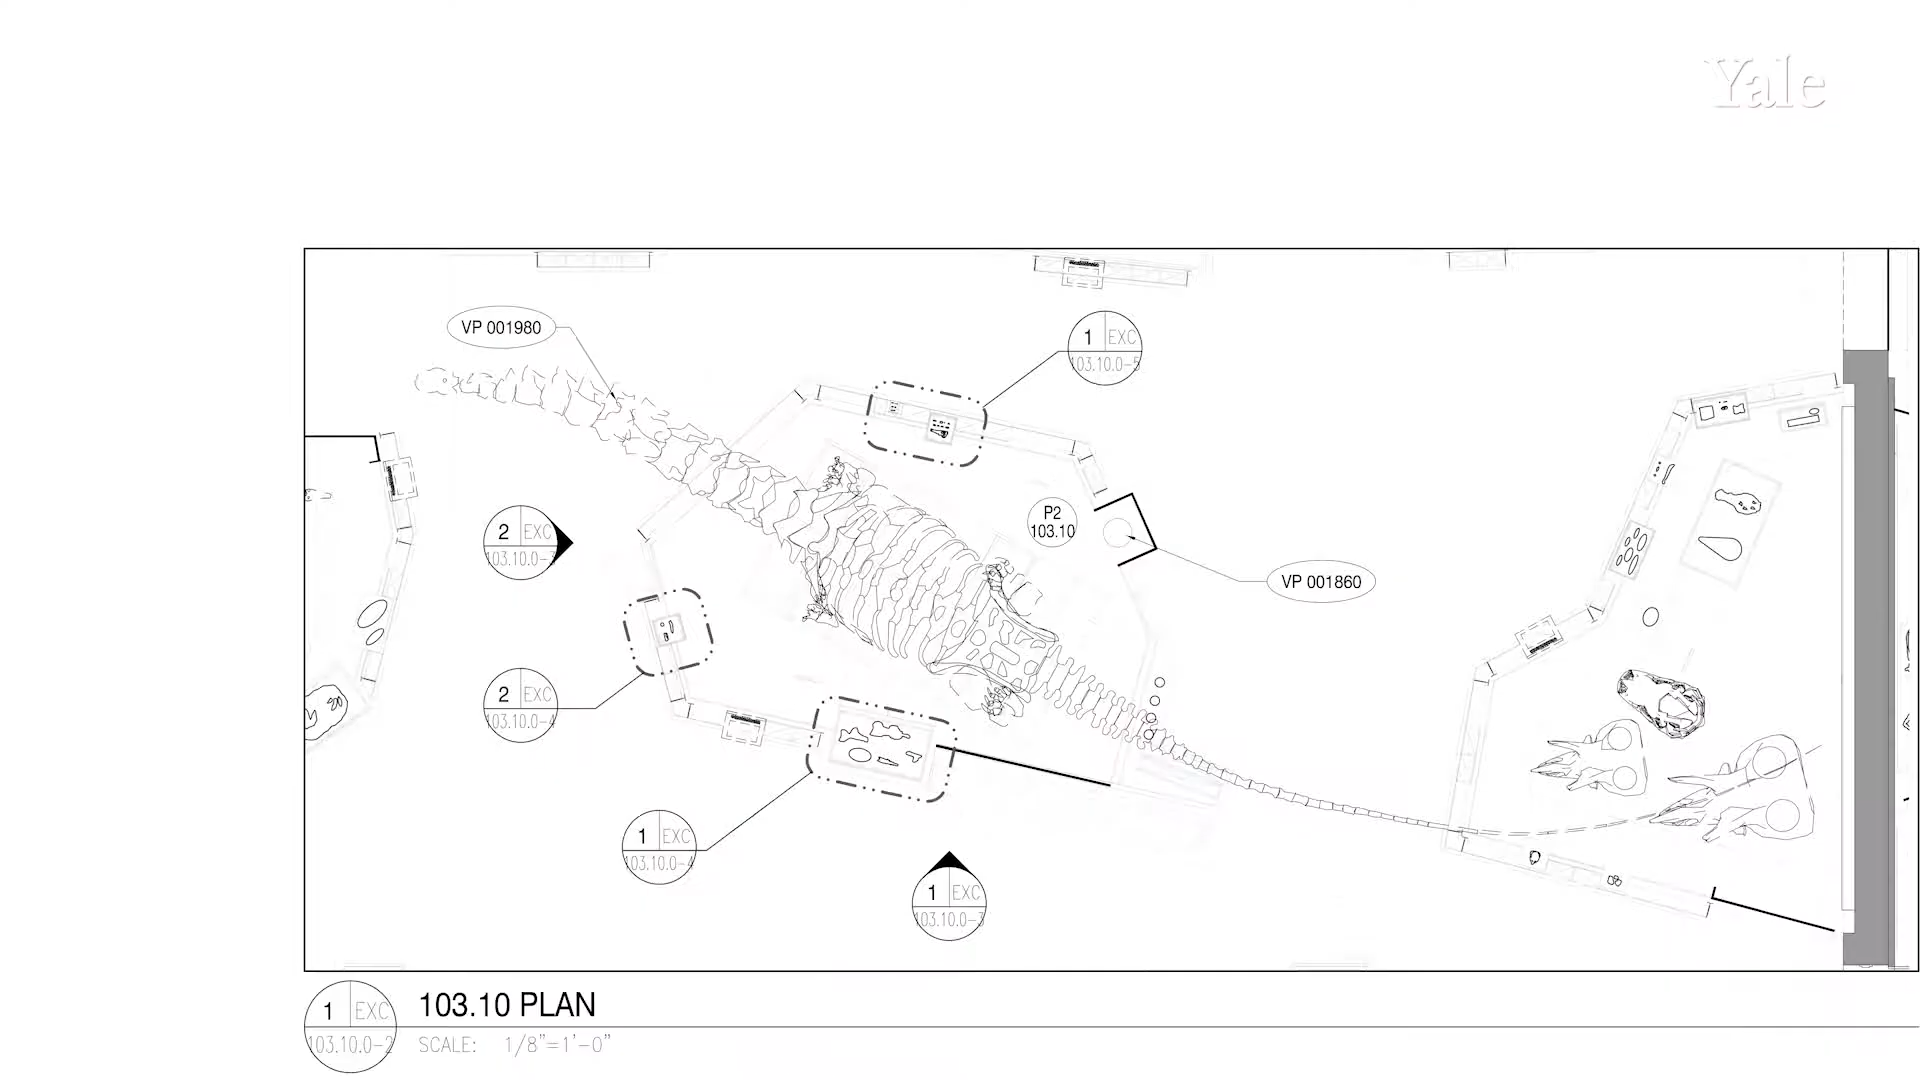 Yale
VP 001980
1 EXC
103.10.0-5
P2
103.10
2 EXC
103.10.0-3
VP 001860
2 EXC
103.10.0-4
1 EXC
103.10.0-4
1 EXC
103.10.0-3
1 EXC
103.10.0-2
103.10 PLAN
SCALE: 1/8"=1'-0"